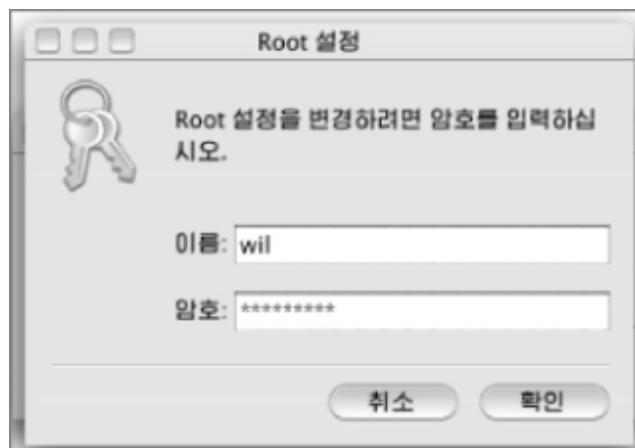 Root 설정
Root 설정을 변경하려면 암호를 입력하십
시오.
이름: wil
암호: *********
취소 확인